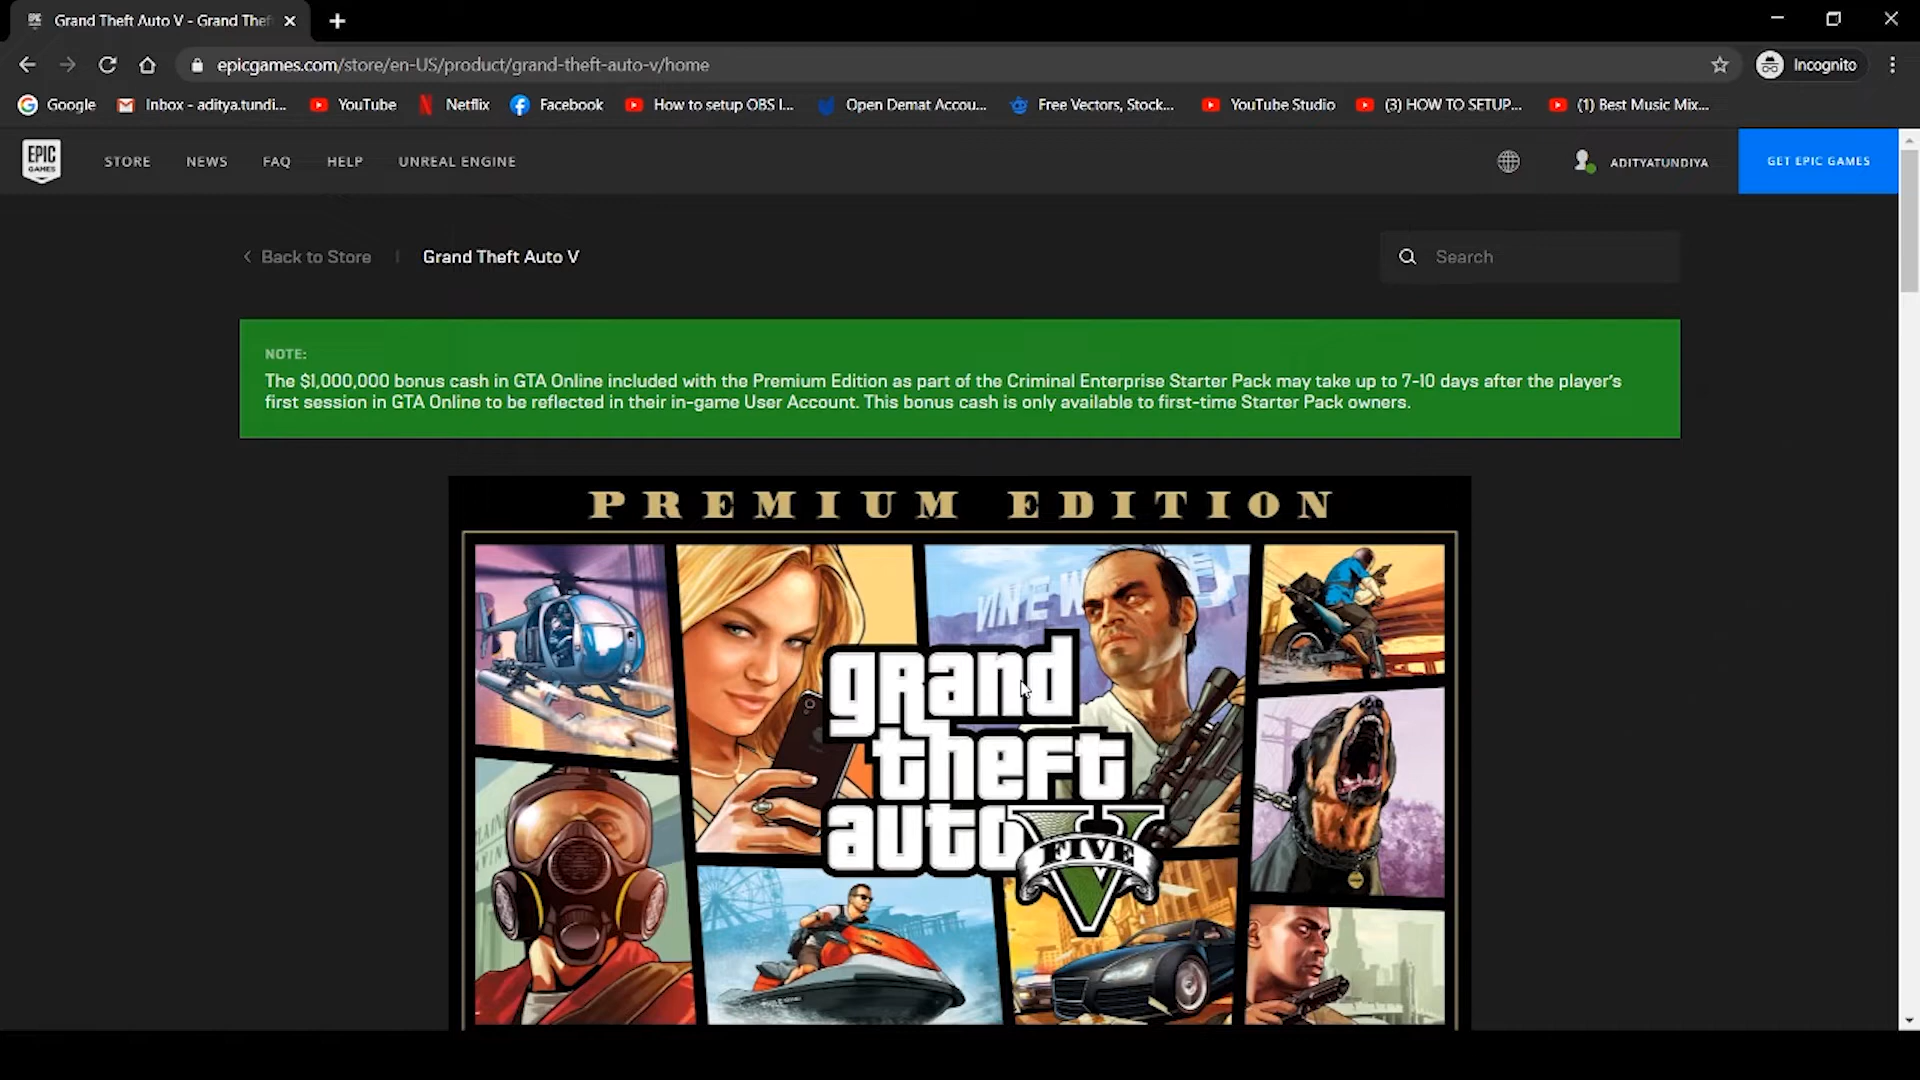 Grand Theft Auto V - Grand Thef
epicgames.com/store/en-US/product/grand-theft-auto-v/home
Incognito
Google
Inbox - aditya.tundi...
YouTube
Netflix
Facebook
How to setup OBS I...
Open Demat Accou...
Free Vectors, Stock...
YouTube Studio
(3) HOW TO SETUP...
(1) Best Music Mix...
EPIC
GAMES
STORE
NEWS
FAQ
HELP
UNREAL ENGINE
ADITYATUNDIYA
GET EPIC GAMES
Back to Store
Grand Theft Auto V
Search
NOTE:
The $1,000,000 bonus cash in GTA Online included with the Premium Edition as part of the Criminal Enterprise Starter Pack may take up to 7-10 days after the player's
first session in GTA Online to be reflected in their in-game User Account. This bonus cash is only available to first-time Starter Pack owners.
PREMIUM EDITION
VINEW
grand
theft
auto V
FIVE